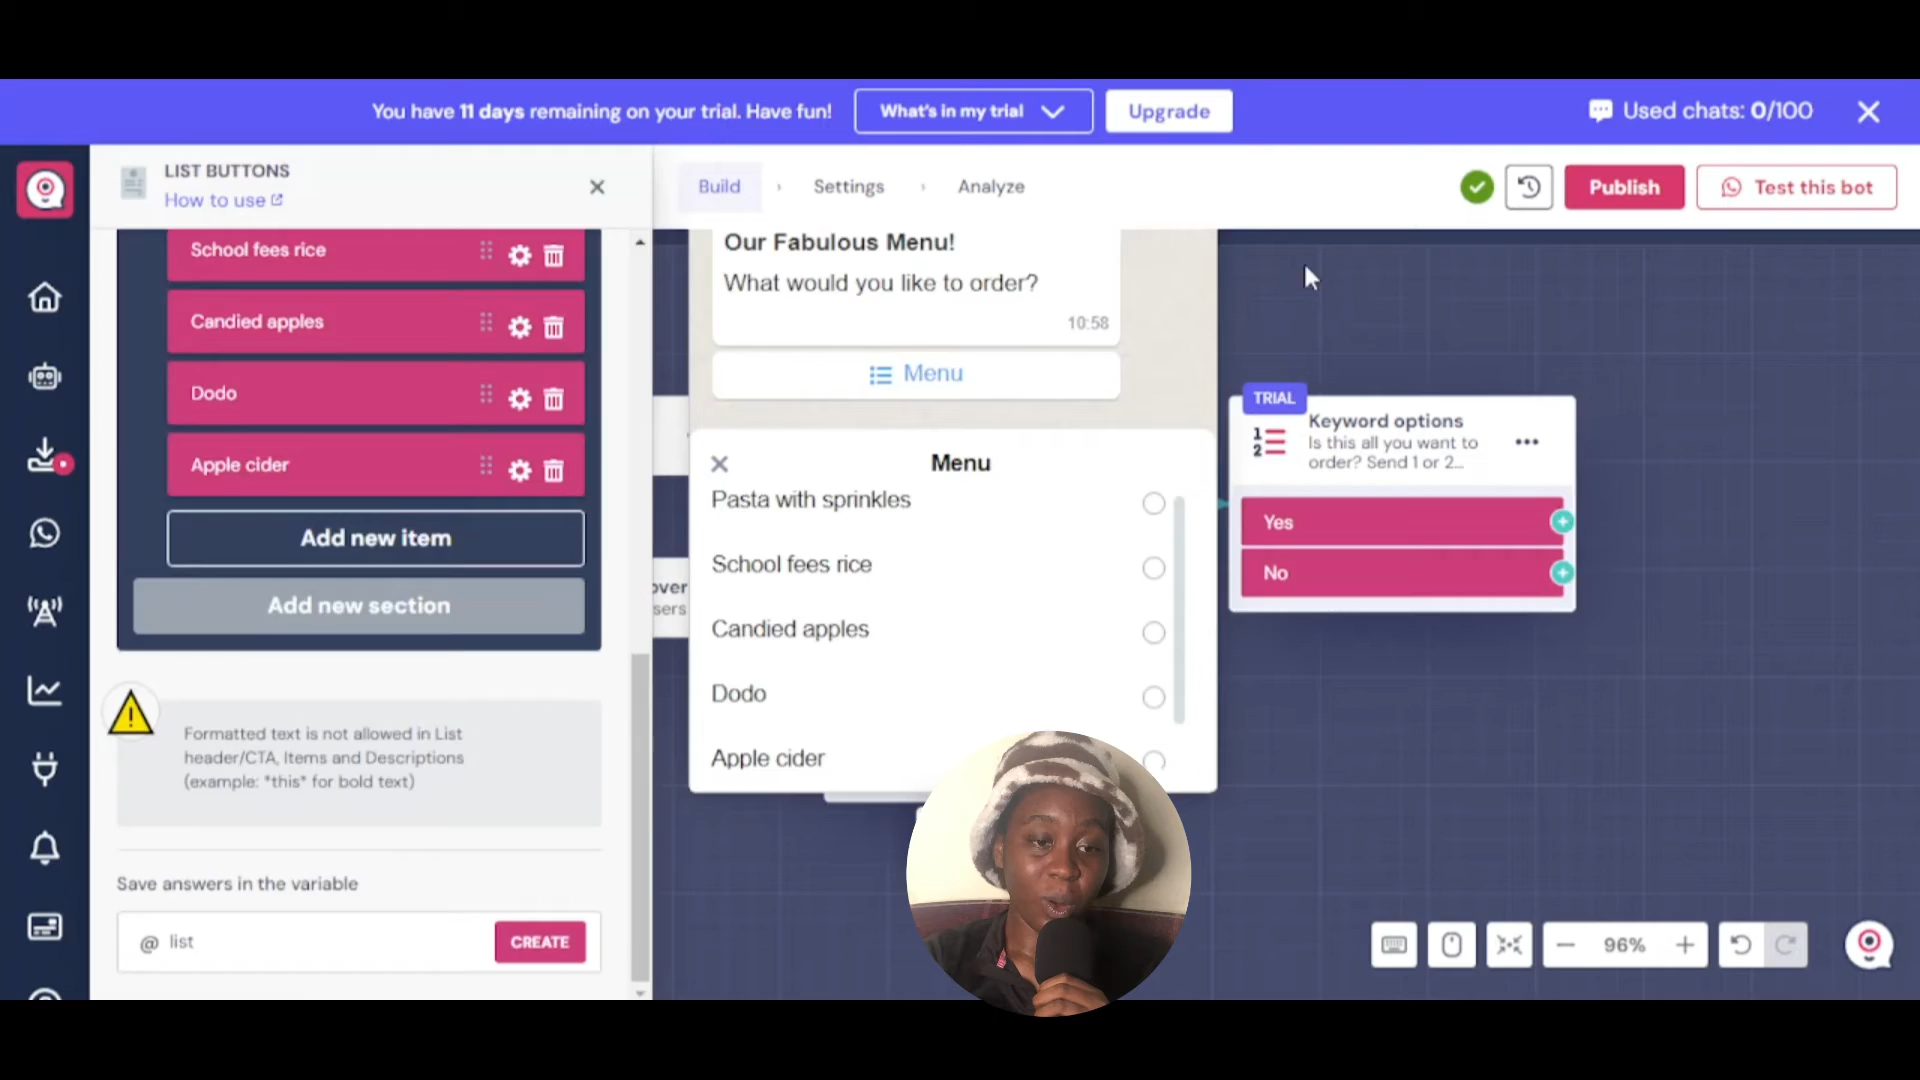 You have 11 days remaining on your trial. Have fun!
What's in my trial
Upgrade
Used chats: 0/100
LIST BUTTONS
How to use
Build
Settings
Analyze
Publish
Test this bot
School fees rice
Candied apples
Dodo
Apple cider
Add new item
Add new section
Formatted text is not allowed in List
header/CTA, Items and Descriptions
(example: *this* for bold text)
Save answers in the variable
@ list
CREATE
Our Fabulous Menu!
What would you like to order?
10:58
Menu
Menu
Pasta with sprinkles
School fees rice
Candied apples
Dodo
Apple cider
TRIAL
Keyword options
Is this all you want to
order? Send 1 or 2...
Yes
No
96%